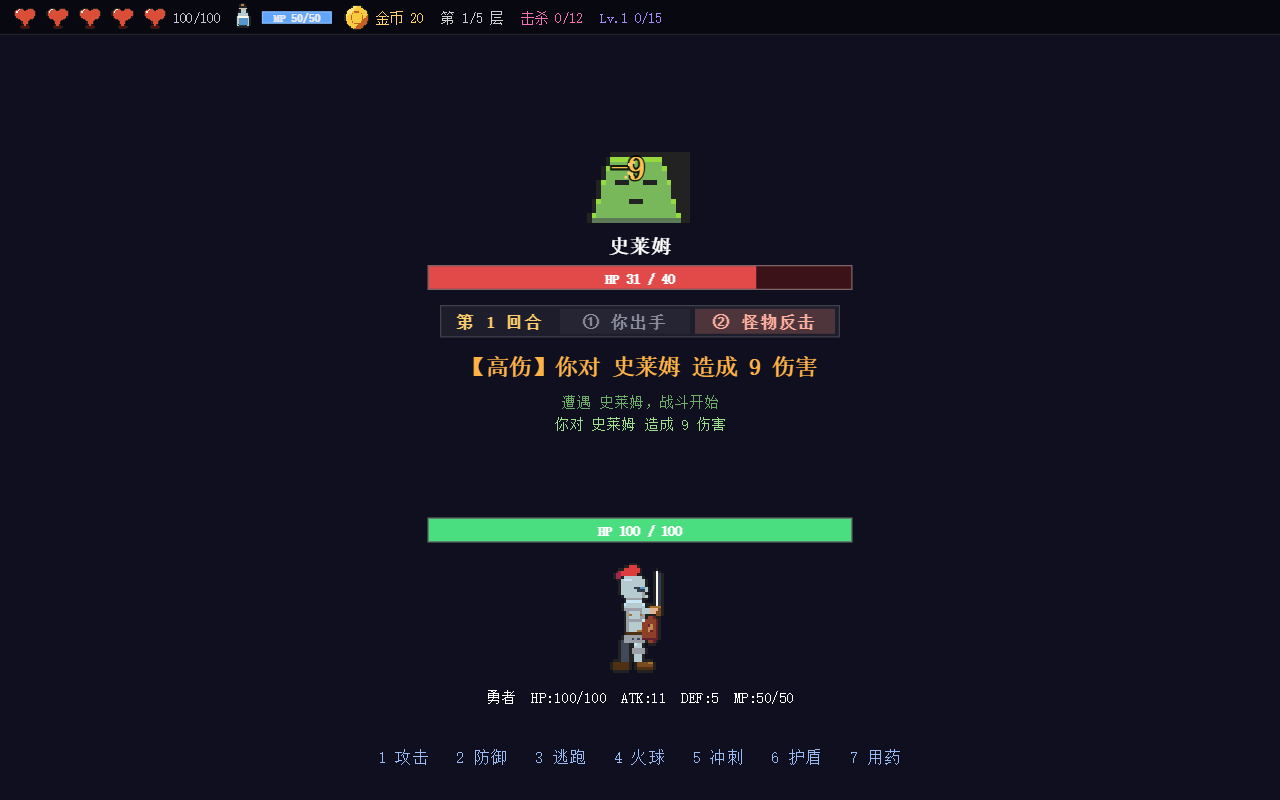 100/100 MP 50/50 金币 20 第 1/5 层 击杀 0/12 Lv.1 0/15
-9
史莱姆
HP 31 / 40
第 1 回合 ① 你出手 ② 怪物反击
【高伤】你对 史莱姆 造成 9 伤害
遭遇 史莱姆，战斗开始
你对 史莱姆 造成 9 伤害
HP 100 / 100
勇者 HP:100/100 ATK:11 DEF:5 MP:50/50
1 攻击 2 防御 3 逃跑 4 火球 5 冲刺 6 护盾 7 用药